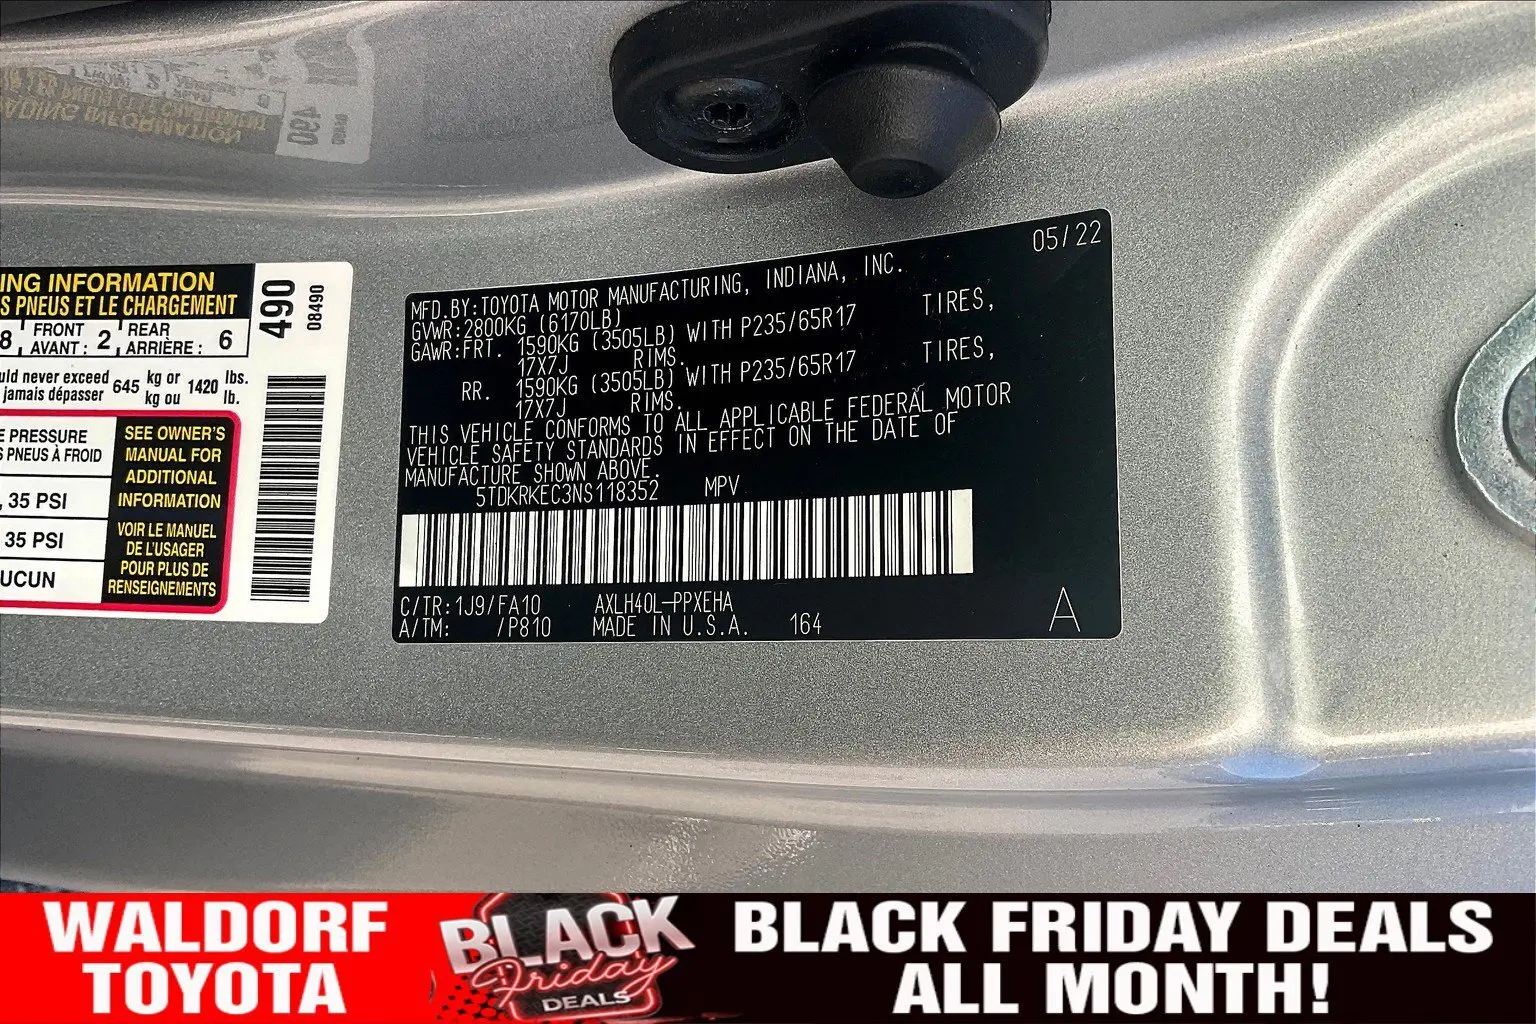 ING INFORMATION
S PNEUS ET LE CHARGEMENT
8 FRONT AVANT : 2 REAR ARRIÈRE : 6
uld never exceed 645 kg or 1420 lbs.
jamais dépasser kg ou lb.
E PRESSURE
S PNEUS À FROID
, 35 PSI
35 PSI
UCUN
SEE OWNER'S
MANUAL FOR
ADDITIONAL
INFORMATION
VOIR LE MANUEL
DE L'USAGER
POUR PLUS DE
RENSEIGNEMENTS
490
08490
05/22
MFD.BY:TOYOTA MOTOR MANUFACTURING, INDIANA, INC.
GVWR:2800KG (6170LB)
GAWR:FRT. 1590KG (3505LB) WITH P235/65R17 TIRES,
17X7J RIMS.
RR. 1590KG (3505LB) WITH P235/65R17 TIRES,
17X7J RIMS.
THIS VEHICLE CONFORMS TO ALL APPLICABLE FEDERAL MOTOR
VEHICLE SAFETY STANDARDS IN EFFECT ON THE DATE OF
MANUFACTURE SHOWN ABOVE.
5TDKRKEC3NS118352 MPV
C/TR:1J9/FA10 AXLH40L-PPXEHA
A/TM: /P810 MADE IN U.S.A. 164
A
WALDORF
TOYOTA
BLACK
Friday
DEALS
BLACK FRIDAY DEALS
ALL MONTH!